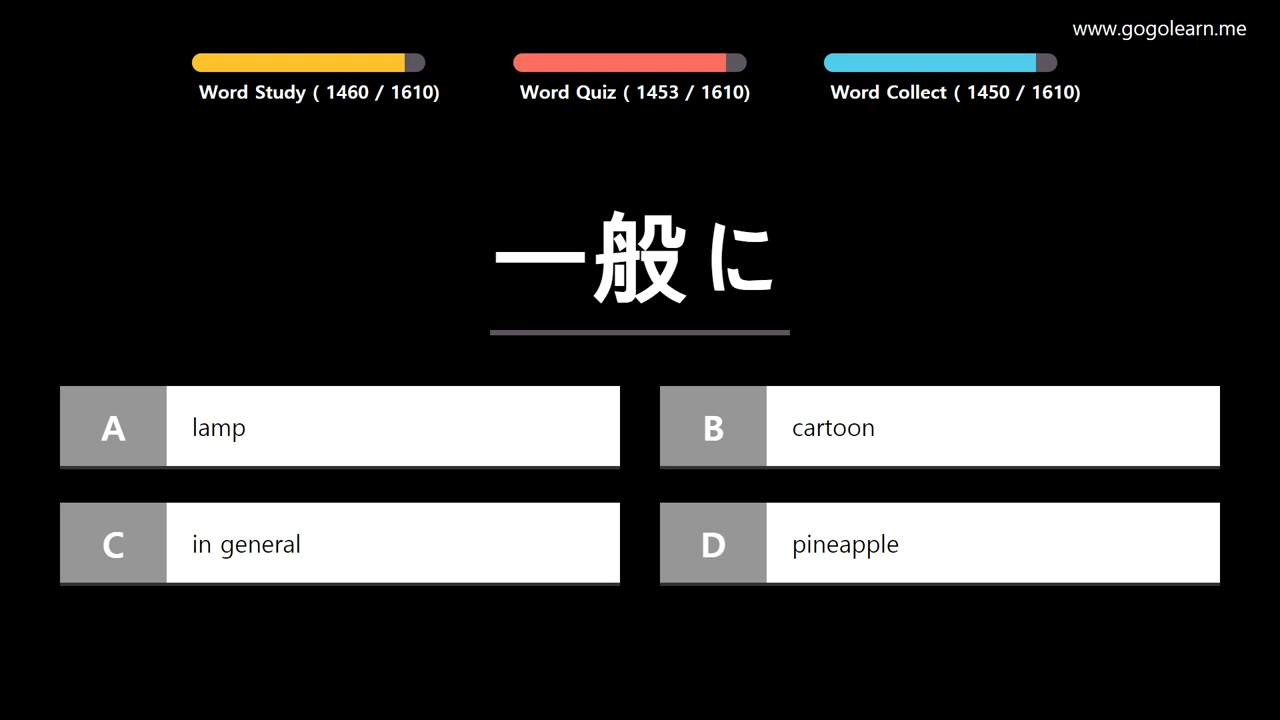 www.gogolearn.me
Word Study ( 1460 / 1610)
Word Quiz ( 1453 / 1610)
Word Collect ( 1450 / 1610)
一般に
A lamp
B cartoon
C in general
D pineapple